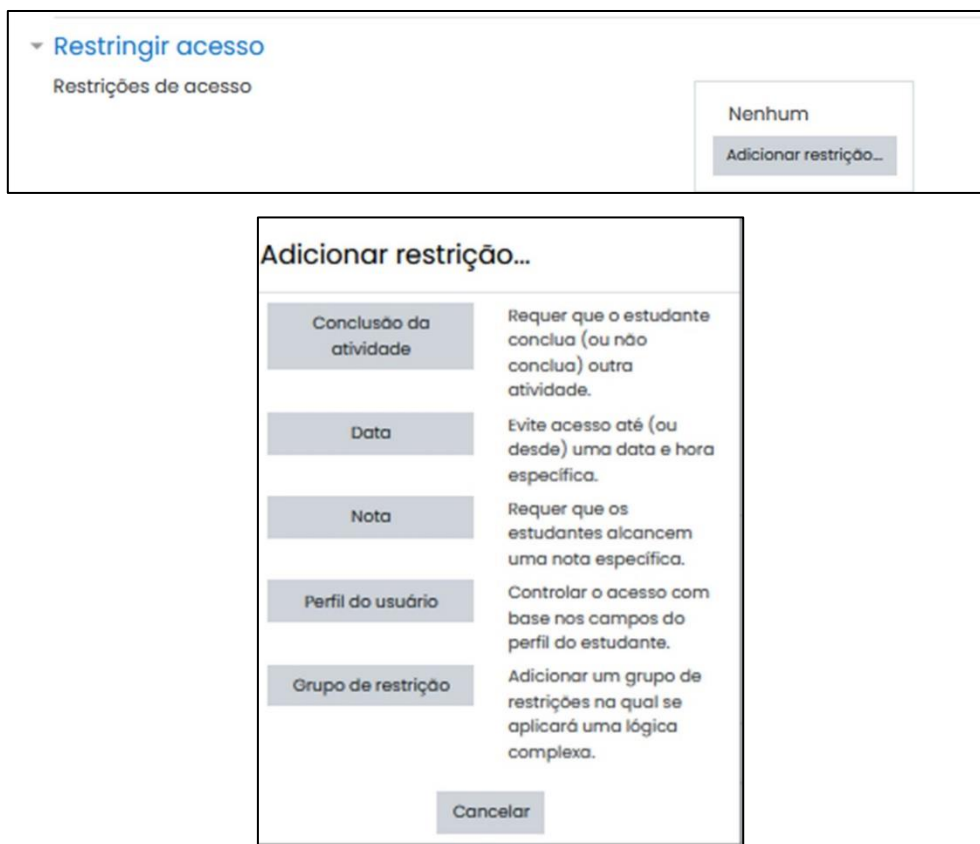 Restringir acesso
Restrições de acesso
Nenhum
Adicionar restrição...
Adicionar restrição...
Conclusão da
atividade
Requer que o estudante
conclua (ou não
conclua) outra
atividade.
Data
Evite acesso até (ou
desde) uma data e hora
específica.
Nota
Requer que os
estudantes alcancem
uma nota específica.
Perfil do usuário
Controlar o acesso com
base nos campos do
perfil do estudante.
Grupo de restrição
Adicionar um grupo de
restrições na qual se
aplicará uma lógica
complexa.
Cancelar